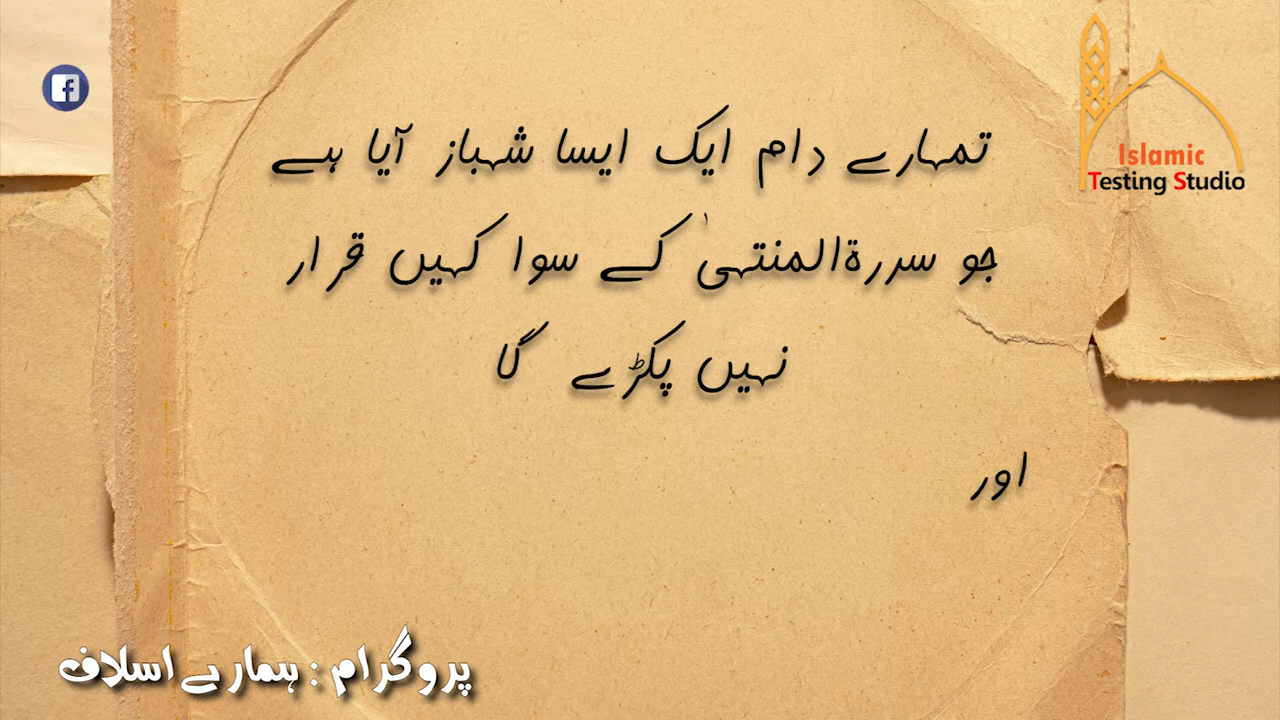 Islamic
Testing Studio
تمہارے دام ایک ایسا شہباز آیا ہے
جو سدرۃالمنتہیٰ کے سوا کہیں قرار
نہیں پکڑے گا
اور
پروگرام : ہمارے اسلاف